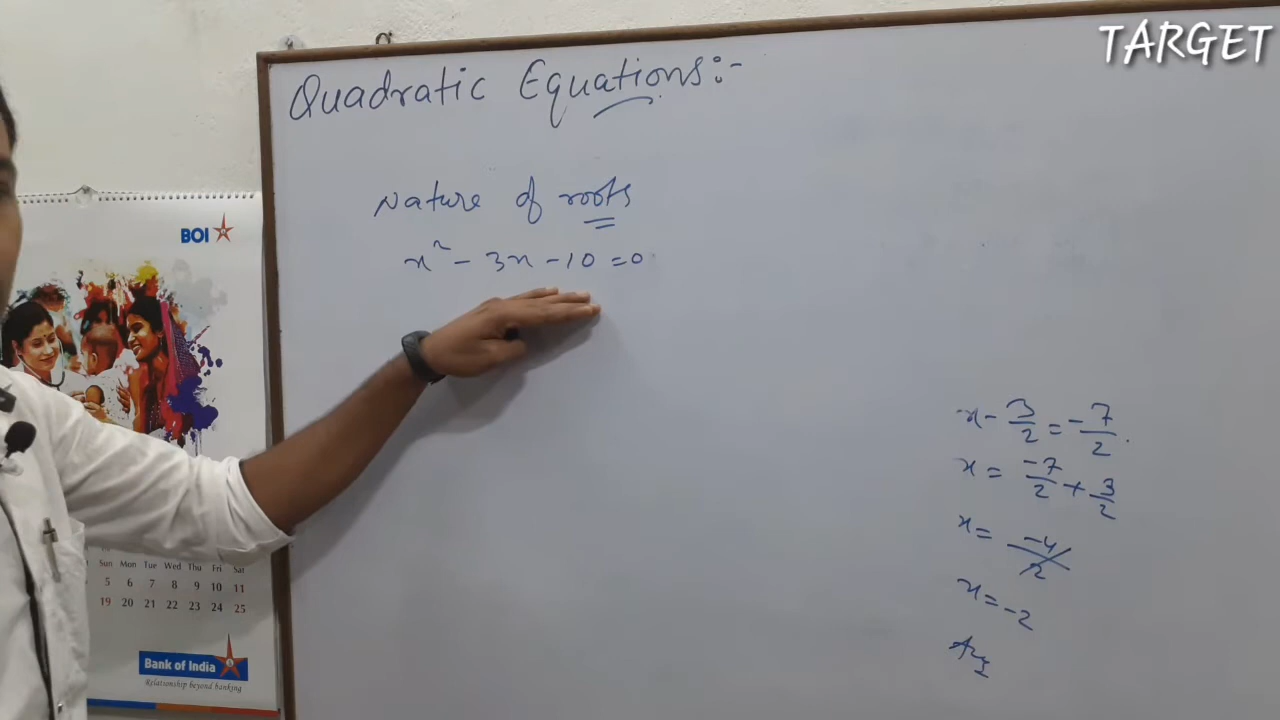 TARGET
Quadratic Equations:-
Nature of roots
x² - 3x - 10 = 0
x - 3/2 = -7/2
x = -7/2 + 3/2
x = -4/2
x = -2
Ans
BOI
Sun Mon Tue Wed Thu Fri Sat
5 6 7 8 9 10 11
19 20 21 22 23 24 25
Bank of India
Relationship beyond banking